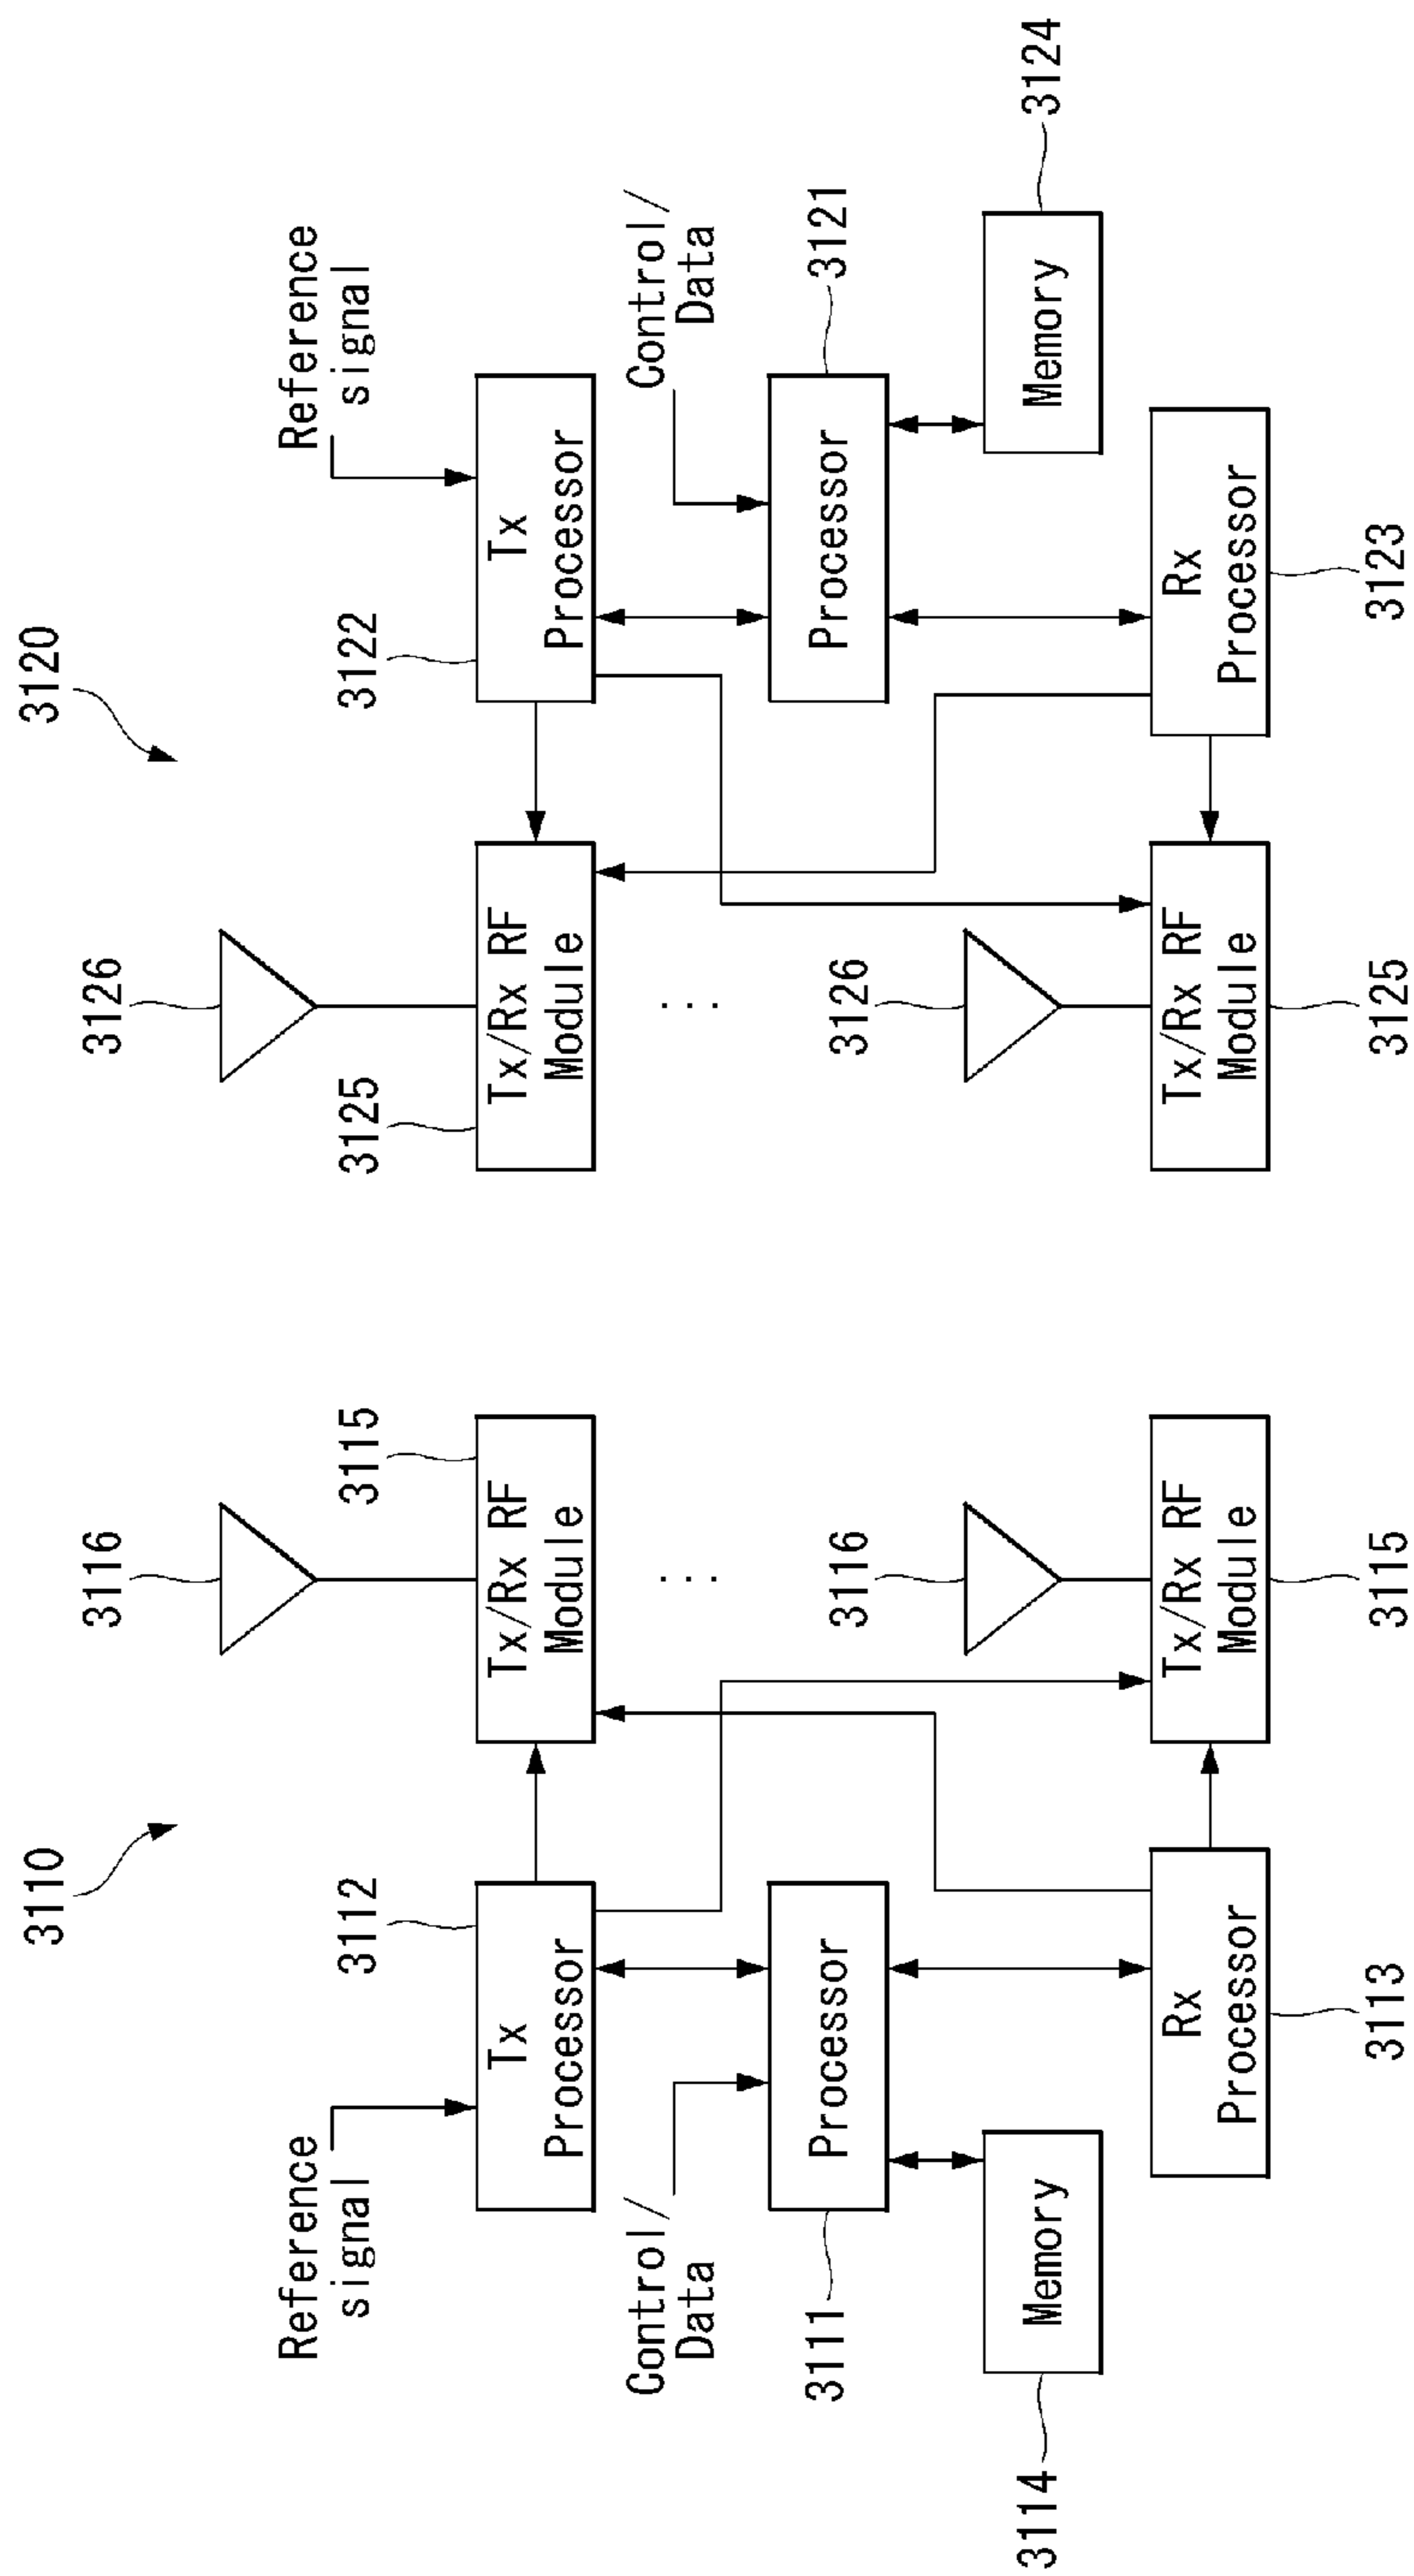 3110
3120
3116
3126
Reference
signal
3112
3115
3125
3122
Reference
signal
Tx
Processor
Tx/Rx RF
Module
Tx/Rx RF
Module
Tx
Processor
Control/
Data
. . .
. . .
Control/
Data
3111
Processor
3116
3126
Processor
3121
3114
Memory
Memory
3124
Rx
Processor
Tx/Rx RF
Module
Tx/Rx RF
Module
Rx
Processor
3113
3115
3125
3123